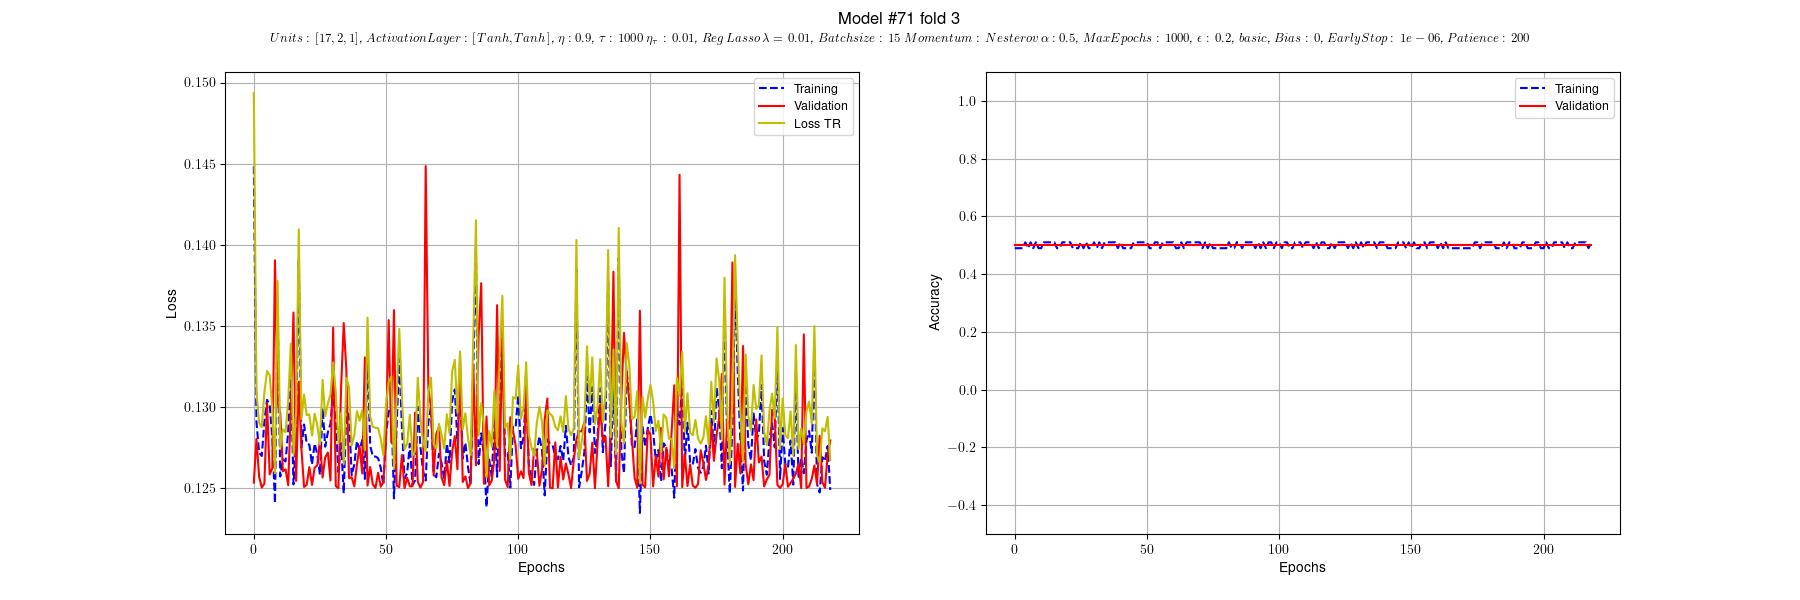 Model #71 fold 3
Units : [17, 2, 1], ActivationLayer : [Tanh, Tanh], η : 0.9, τ : 1000 ητ : 0.01, Reg Lasso λ = 0.01, Batchsize : 15 Momentum : Nesterov α : 0.5, MaxEpochs : 1000, ϵ : 0.2, basic, Bias : 0, EarlyStop : 1e − 06, Patience : 200
0.150
0.145
0.140
0.135
0.130
0.125
Loss
Training
Validation
Loss TR
0 50 100 150 200
Epochs
1.0
0.8
0.6
0.4
0.2
0.0
−0.2
−0.4
Accuracy
Training
Validation
0 50 100 150 200
Epochs